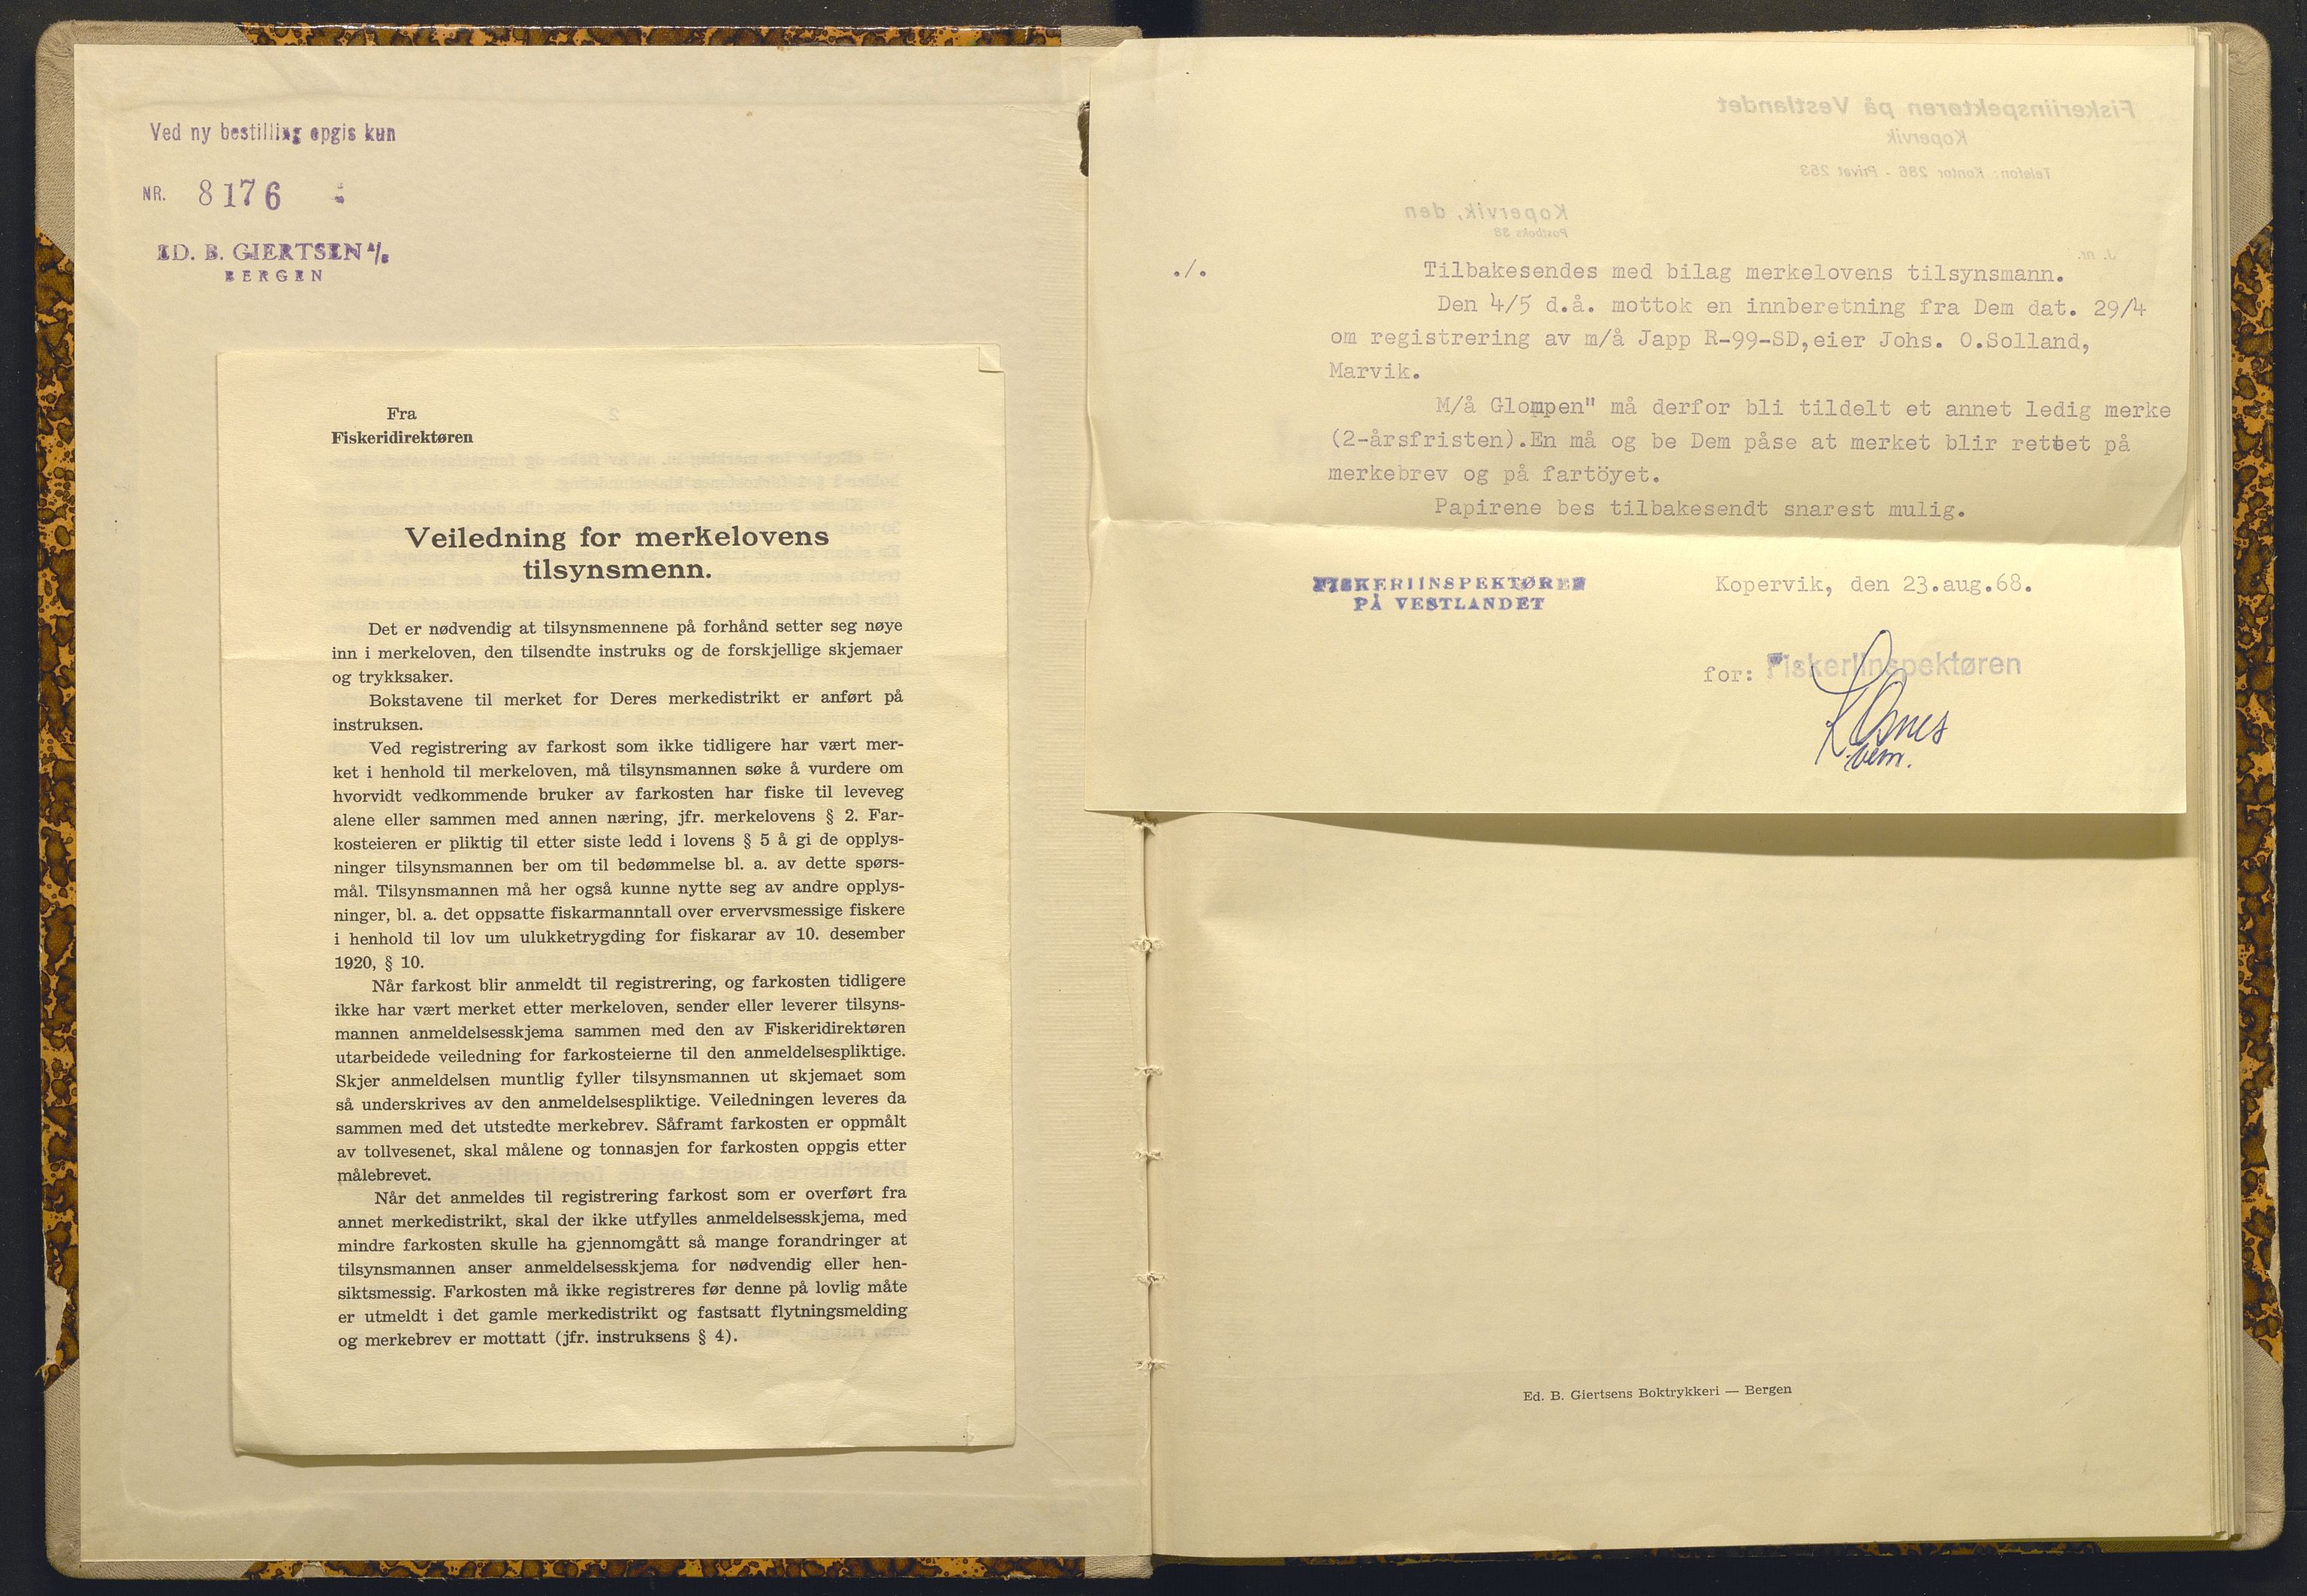 Ved ny bestilling opgis kun
NR. 8176
ED. B. GIERTSEN A/S
BERGEN
Fra
Fiskeridirektøren
Veiledning for merkelovens
tilsynsmenn.
Det er nødvendig at tilsynsmennene på forhånd setter seg nøye
inn i merkeloven, den tilsendte instruks og de forskjellige skjemaer
og trykksaker.
Bokstavene til merket for Deres merkedistrikt er anført på
instruksen.
Ved registrering av farkost som ikke tidligere har vært mer-
ket i henhold til merkeloven, må tilsynsmannen søke å vurdere om
hvorvidt vedkommende bruker av farkosten har fiske til leveveg
alene eller sammen med annen næring, jfr. merkelovens § 2. Far-
kosteieren er pliktig til etter siste ledd i lovens § 5 å gi de opplys-
ninger tilsynsmannen ber om til bedømmelse bl. a. av dette spørs-
mål. Tilsynsmannen må her også kunne nytte seg av andre opplys-
ninger, bl. a. det oppsatte fiskarmanntall over ervervsmessige fiskere
i henhold til lov um ulukketrygding for fiskarar av 10. desember
1920, § 10.
Når farkost blir anmeldt til registrering, og farkosten tidligere
ikke har vært merket etter merkeloven, sender eller leverer tilsyns-
mannen anmeldelsesskjema sammen med den av Fiskeridirektøren
utarbeidede veiledning for farkosteierne til den anmeldelsespliktige.
Skjer anmeldelsen muntlig fyller tilsynsmannen ut skjemaet som
så underskrives av den anmeldelsespliktige. Veiledningen leveres da
sammen med det utstedte merkebrev. Såframt farkosten er oppmålt
av tollvesenet, skal målene og tonnasjen for farkosten oppgis etter
målebrevet.
Når det anmeldes til registrering farkost som er overført fra
annet merkedistrikt, skal der ikke utfylles anmeldelsesskjema, med
mindre farkosten skulle ha gjennomgått så mange forandringer at
tilsynsmannen anser anmeldelsesskjema for nødvendig eller hen-
siktsmessig. Farkosten må ikke registreres før denne på lovlig måte
er utmeldt i det gamle merkedistrikt og fastsatt flytningsmelding
og merkebrev er mottatt (jfr. instruksens § 4).
Fiskeriinspektøren på Vestlandet
Kopervik
Telefon: Kontor 286 - Privat 253
Kopervik, den
Postboks 38
J. nr.
./. Tilbakesendes med bilag merkelovens tilsynsmann.
Den 4/5 d.å. mottok en innberetning fra Dem dat. 29/4
om registrering av m/å Japp R-99-SD,eier Johs. O.Solland,
Marvik.
M/å Glompen" må derfor bli tildelt et annet ledig merke
(2-årsfristen).En må og be Dem påse at merket blir rettet på
merkebrev og på fartöyet.
Papirene bes tilbakesendt snarest mulig.
FISKERIINSPEKTØREN
PÅ VESTLANDET
Kopervik, den 23.aug.68.
for: Fiskeriinspektøren
Ed. B. Giertsens Boktrykkeri — Bergen